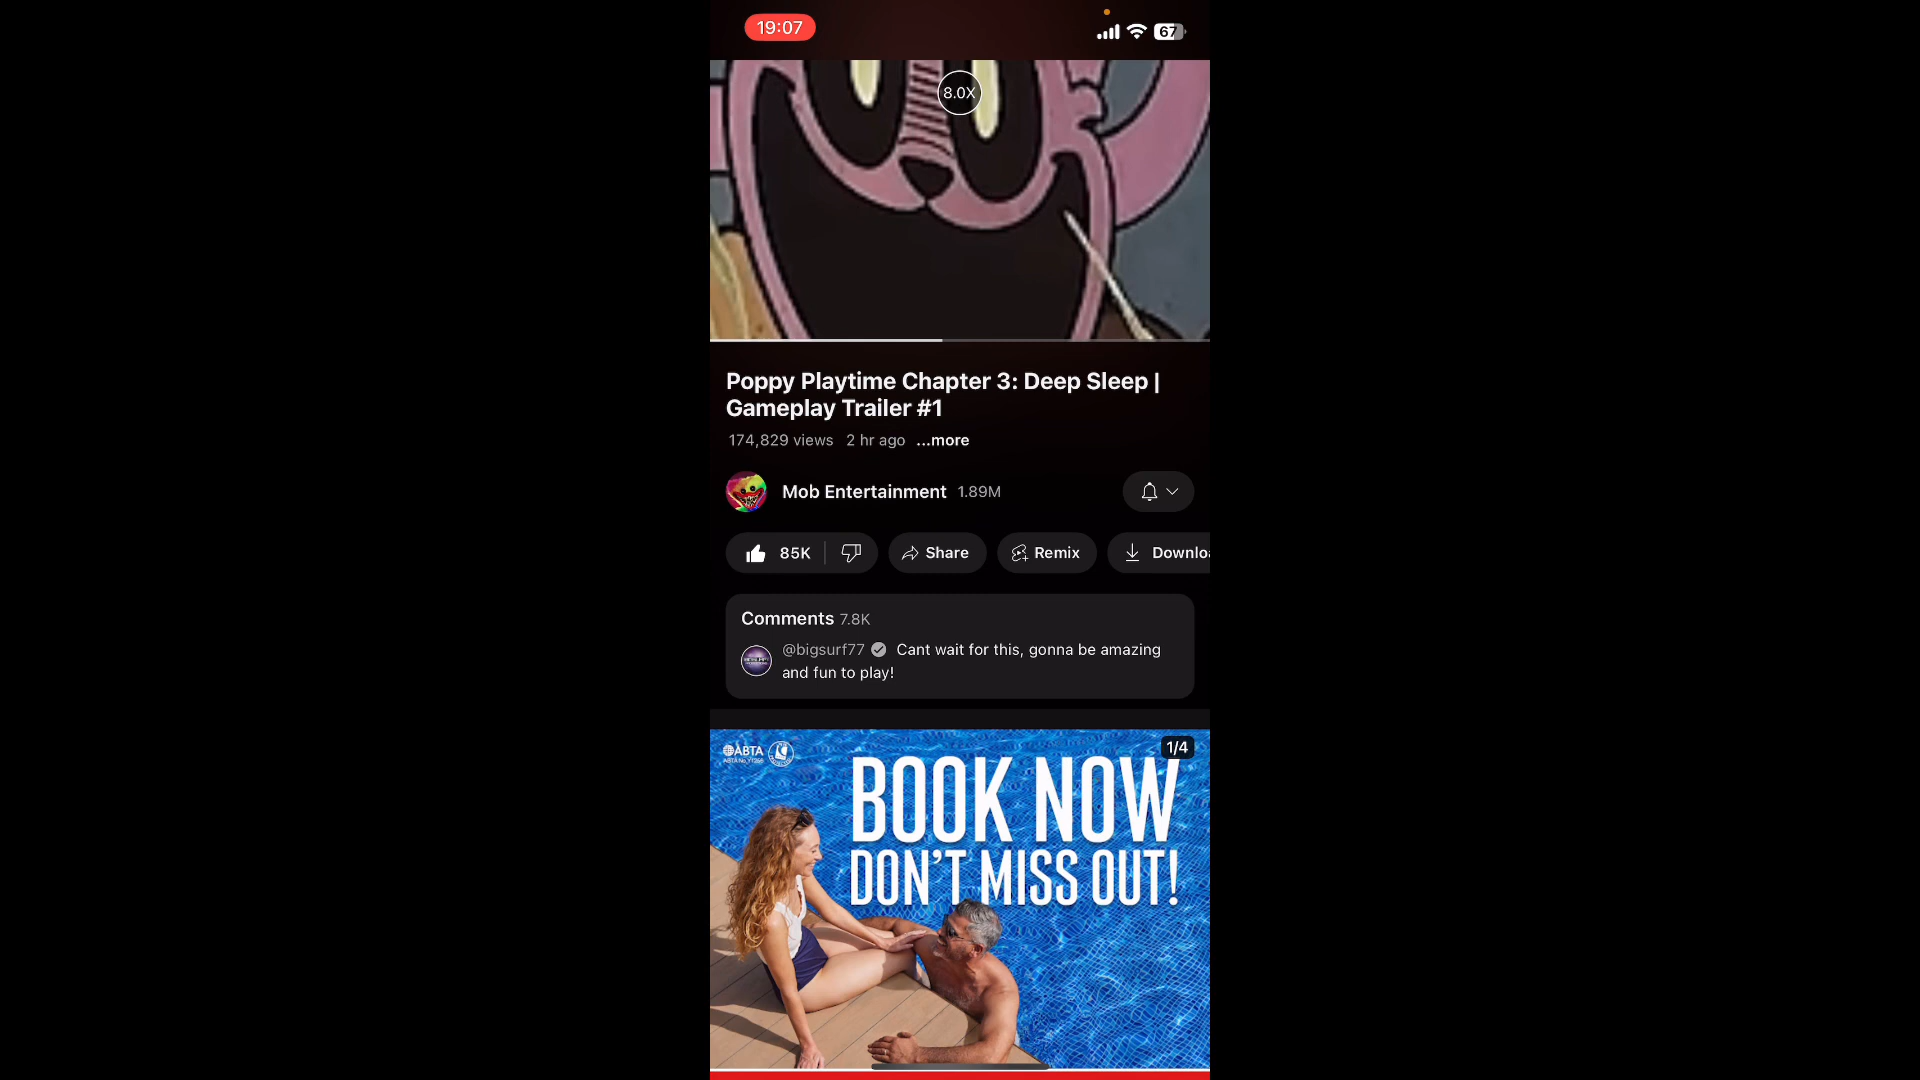 19:07
67
8.0X
Poppy Playtime Chapter 3: Deep Sleep |
Gameplay Trailer #1
174,829 views 2 hr ago ...more
Mob Entertainment 1.89M
85K Share Remix Downlo
Comments 7.8K
@bigsurf77 Cant wait for this, gonna be amazing
and fun to play!
ABTA
1/4
BOOK NOW
DON'T MISS OUT!